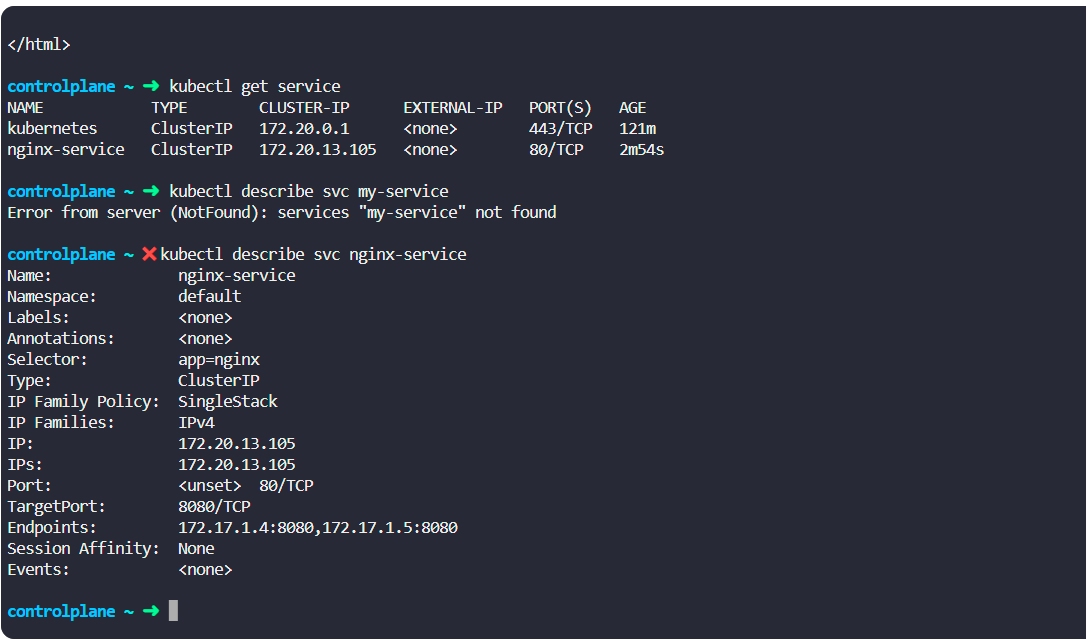 </html>
controlplane ~ ➜ kubectl get service
NAME            TYPE        CLUSTER-IP      EXTERNAL-IP   PORT(S)   AGE
kubernetes      ClusterIP   172.20.0.1      <none>        443/TCP   121m
nginx-service   ClusterIP   172.20.13.105   <none>        80/TCP    2m54s
controlplane ~ ➜ kubectl describe svc my-service
Error from server (NotFound): services "my-service" not found
controlplane ~ ✖ kubectl describe svc nginx-service
Name:              nginx-service
Namespace:         default
Labels:            <none>
Annotations:       <none>
Selector:          app=nginx
Type:              ClusterIP
IP Family Policy:  SingleStack
IP Families:       IPv4
IP:                172.20.13.105
IPs:               172.20.13.105
Port:              <unset>  80/TCP
TargetPort:        8080/TCP
Endpoints:         172.17.1.4:8080,172.17.1.5:8080
Session Affinity:  None
Events:            <none>
controlplane ~ ➜